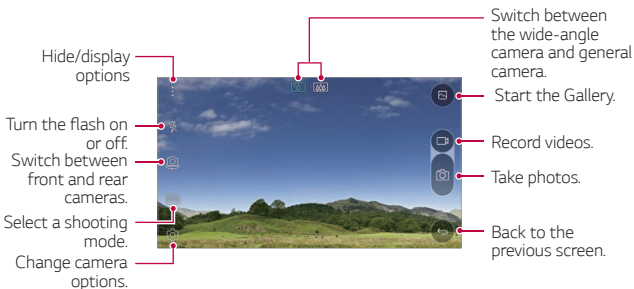 Hide/display
options
Turn the flash on
or off.
Switch between
front and rear
cameras.
Select a shooting
mode.
Change camera
options.
Switch between
the wide-angle
camera and general
camera.
Start the Gallery.
Record videos.
Take photos.
Back to the
previous screen.